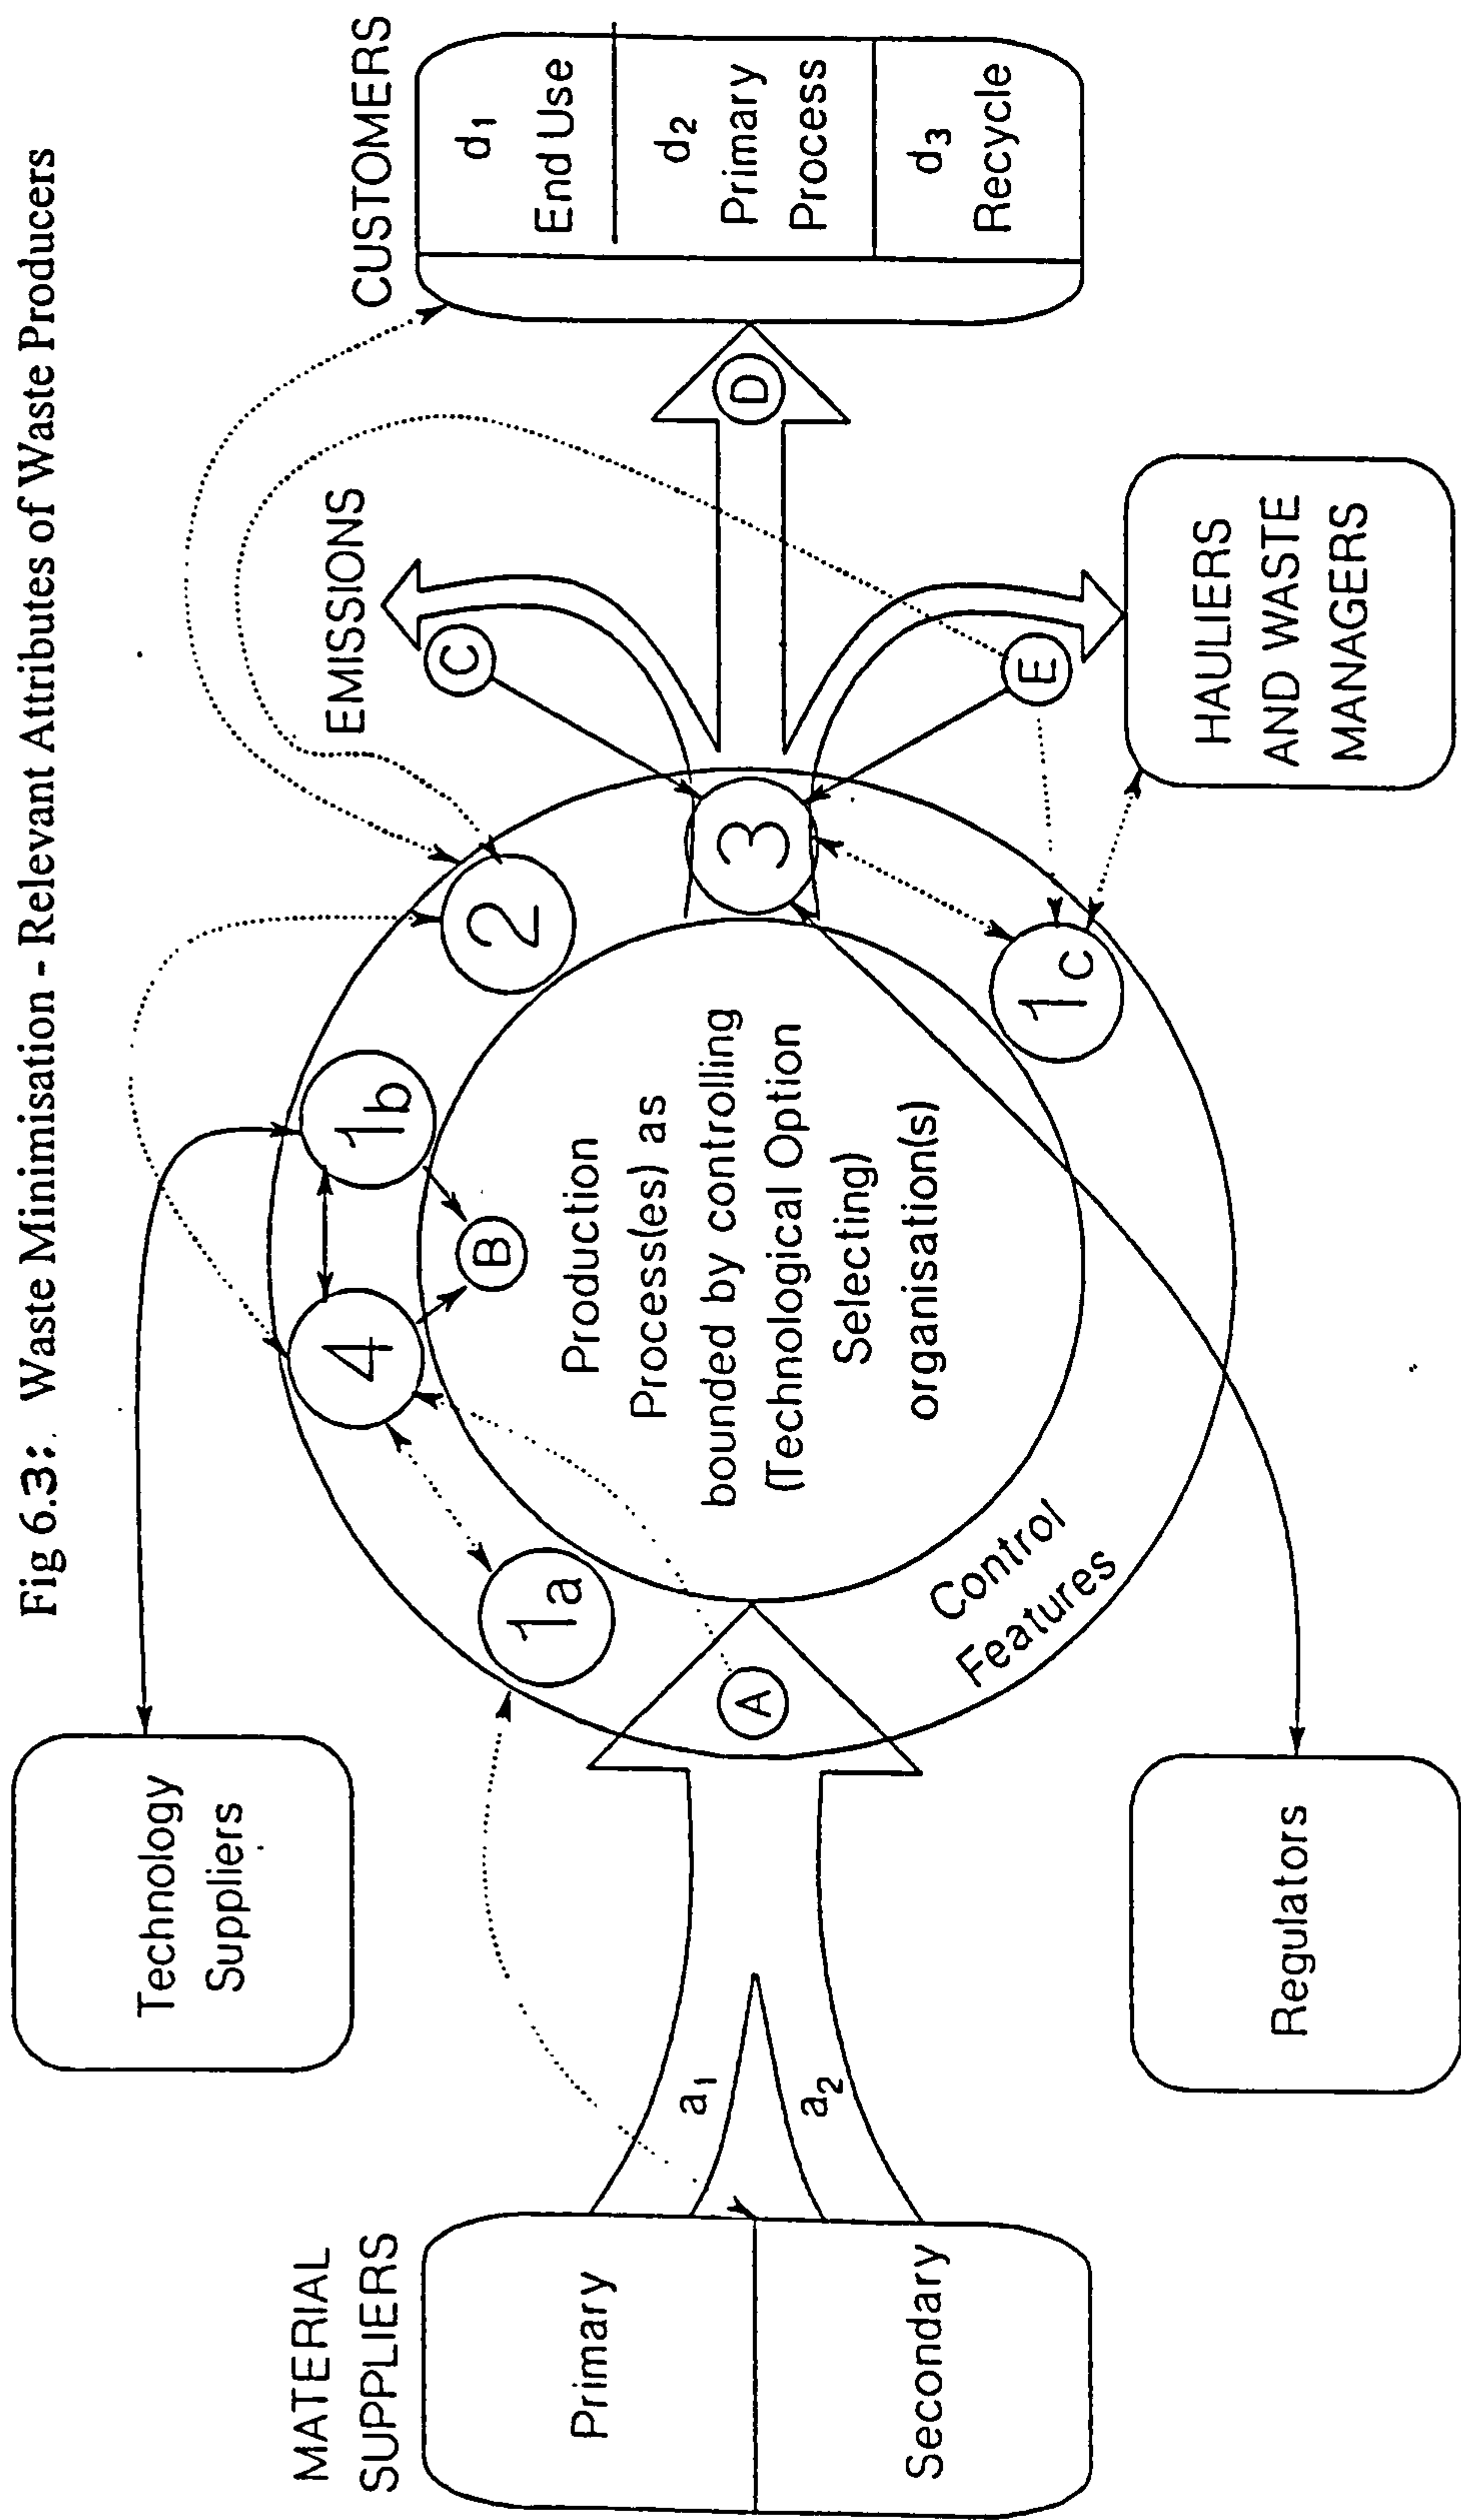 Fig 6.3: Waste Minimisation - Relevant Attributes of Waste Producers
Technology
Suppliers
MATERIAL
SUPPLIERS
Primary
Secondary
a1
a2
A
1a
4
B
1b
2
3
1c
Production
Process(es) as
bounded by controlling
(Technological Option
Selecting)
organisation(s)
Control
Features
EMISSIONS
C
D
E
CUSTOMERS
d1
End Use
d2
Primary
Process
d3
Recycle
HAULIERS
AND WASTE
MANAGERS
Regulators